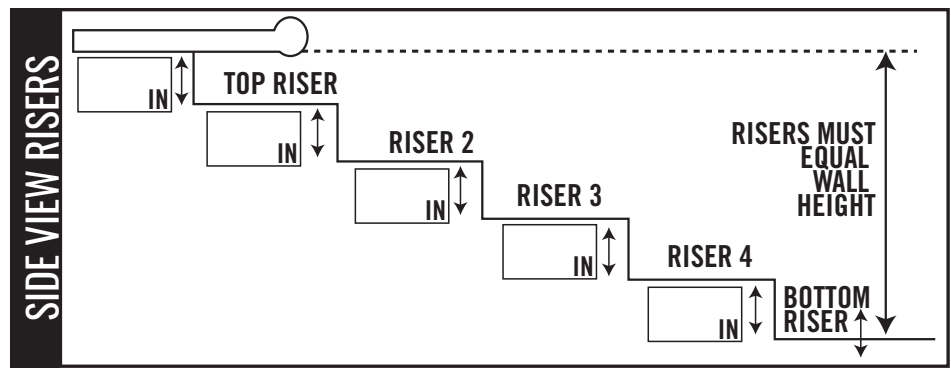 SIDE VIEW RISERS
IN
TOP RISER
IN
RISER 2
IN
RISER 3
IN
RISER 4
IN
BOTTOM
RISER
RISERS MUST
EQUAL
WALL
HEIGHT